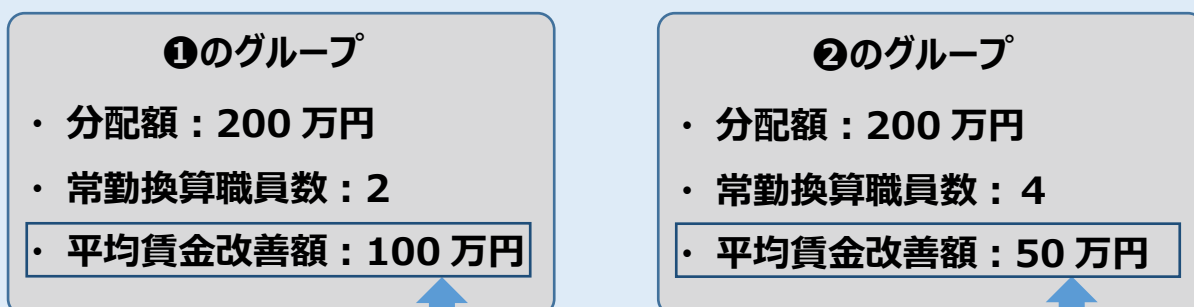 ❶のグループ
・ 分配額：200 万円
・ 常勤換算職員数：2
・ 平均賃金改善額：100 万円
❷のグループ
・ 分配額：200 万円
・ 常勤換算職員数： 4
・ 平均賃金改善額：50 万円